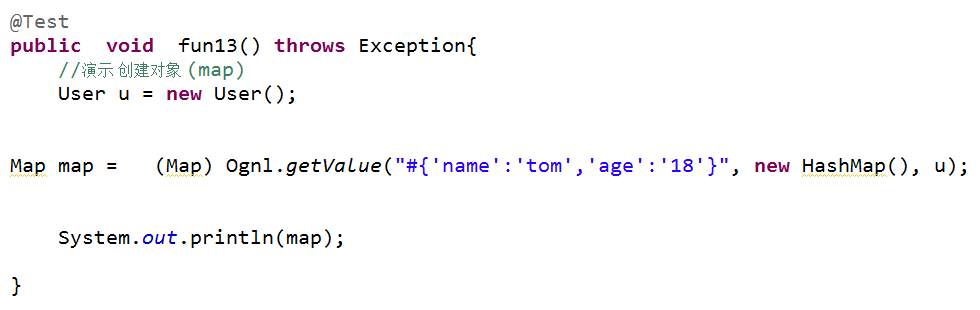 @Test
public  void  fun13() throws Exception{
    //演示 创建对象 (map)
    User u = new User();
Map map =   (Map) Ognl.getValue("#{'name':'tom','age':'18'}", new HashMap(), u);
    System.out.println(map);
}